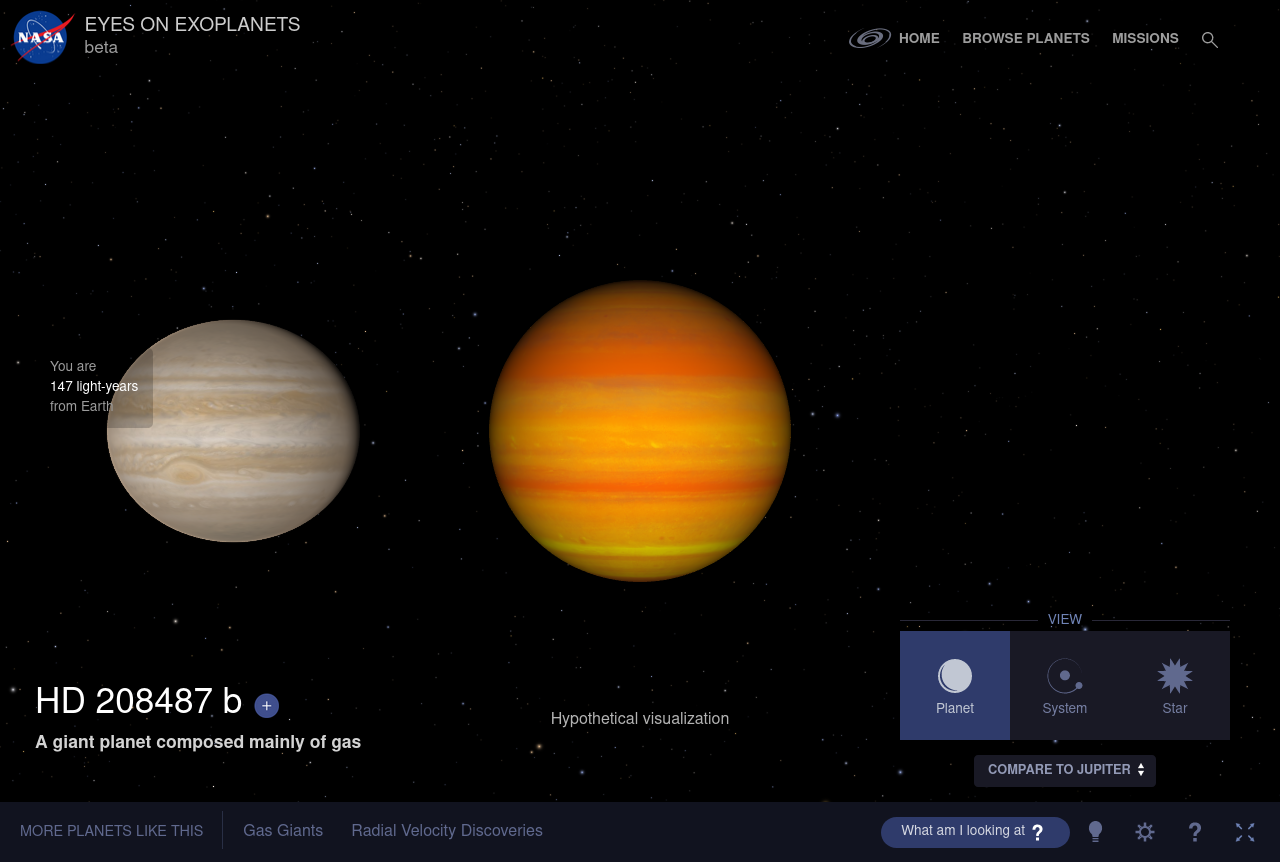 NASA
EYES ON EXOPLANETS
beta
HOME
BROWSE PLANETS
MISSIONS
You are
147 light-years
from Earth
VIEW
Planet
System
Star
HD 208487 b +
A giant planet composed mainly of gas
Hypothetical visualization
COMPARE TO JUPITER
MORE PLANETS LIKE THIS
Gas Giants
Radial Velocity Discoveries
What am I looking at ?
?